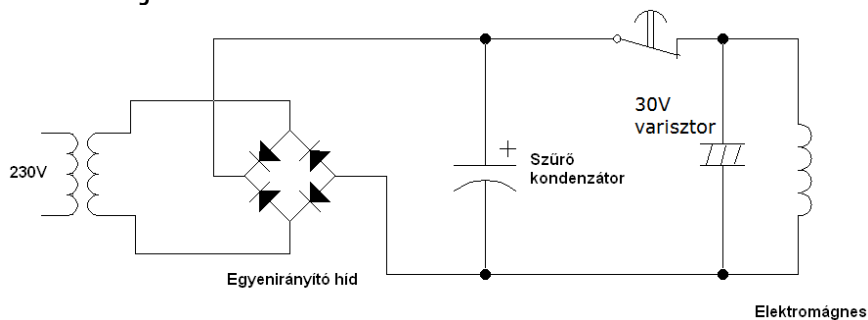 30V
varisztor
Szűrő
kondenzátor
230V
Egyenirányító híd
Elektromágnes